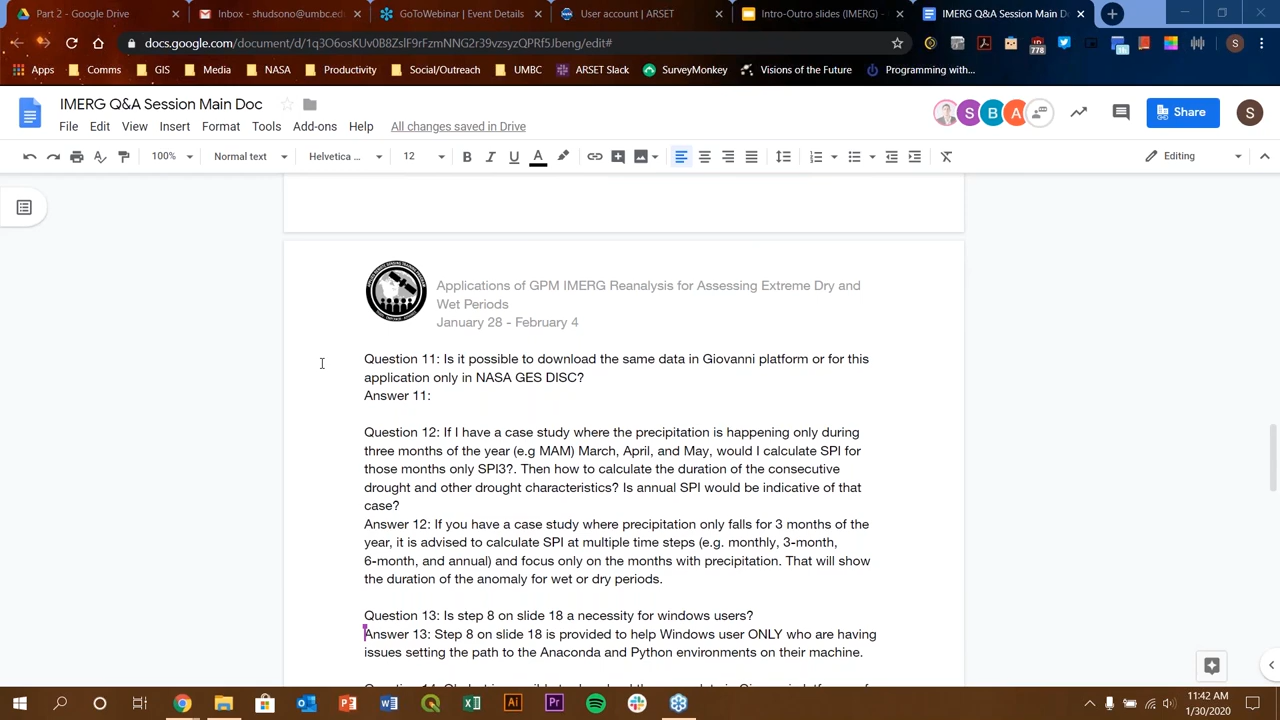 Part 2 - Google Drive
Inbox - shudsono@umbc.ed
GoToWebinar | Event Details
User account | ARSET
Intro-Outro slides (IMERG) -
IMERG Q&A Session Main Do
docs.google.com/document/d/1q3O6osKUv0B8ZsIF9rFzmNNG2r39vzsyzQPRf5Jbeng/edit#
778
1k
S
Apps
Comms
GIS
Media
NASA
Productivity
Social/Outreach
UMBC
ARSET Slack
SurveyMonkey
Visions of the Future
Programming with...
IMERG Q&A Session Main Doc
S B A
Share
S
File Edit View Insert Format Tools Add-ons Help All changes saved in Drive
100% Normal text Helvetica ... 12 B I U A
Editing
Applications of GPM IMERG Reanalysis for Assessing Extreme Dry and
Wet Periods
January 28 - February 4
Question 11: Is it possible to download the same data in Giovanni platform or for this
application only in NASA GES DISC?
Answer 11:
Question 12: If I have a case study where the precipitation is happening only during
three months of the year (e.g MAM) March, April, and May, would I calculate SPI for
those months only SPI3?. Then how to calculate the duration of the consecutive
drought and other drought characteristics? Is annual SPI would be indicative of that
case?
Answer 12: If you have a case study where precipitation only falls for 3 months of the
year, it is advised to calculate SPI at multiple time steps (e.g. monthly, 3-month,
6-month, and annual) and focus only on the months with precipitation. That will show
the duration of the anomaly for wet or dry periods.
Question 13: Is step 8 on slide 18 a necessity for windows users?
Answer 13: Step 8 on slide 18 is provided to help Windows user ONLY who are having
issues setting the path to the Anaconda and Python environments on their machine.
11:42 AM
1/30/2020